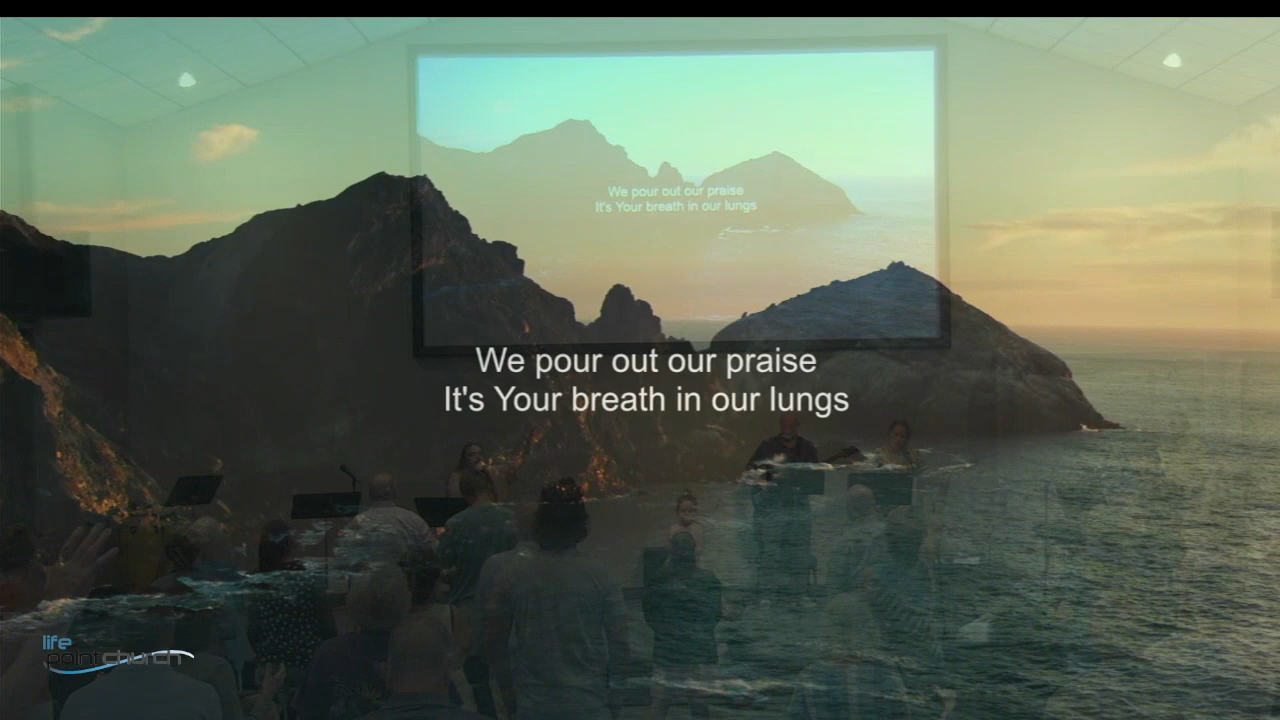 We pour out our praise
It's Your breath in our lungs
We pour out our praise
It's Your breath in our lungs
life
pointchurch